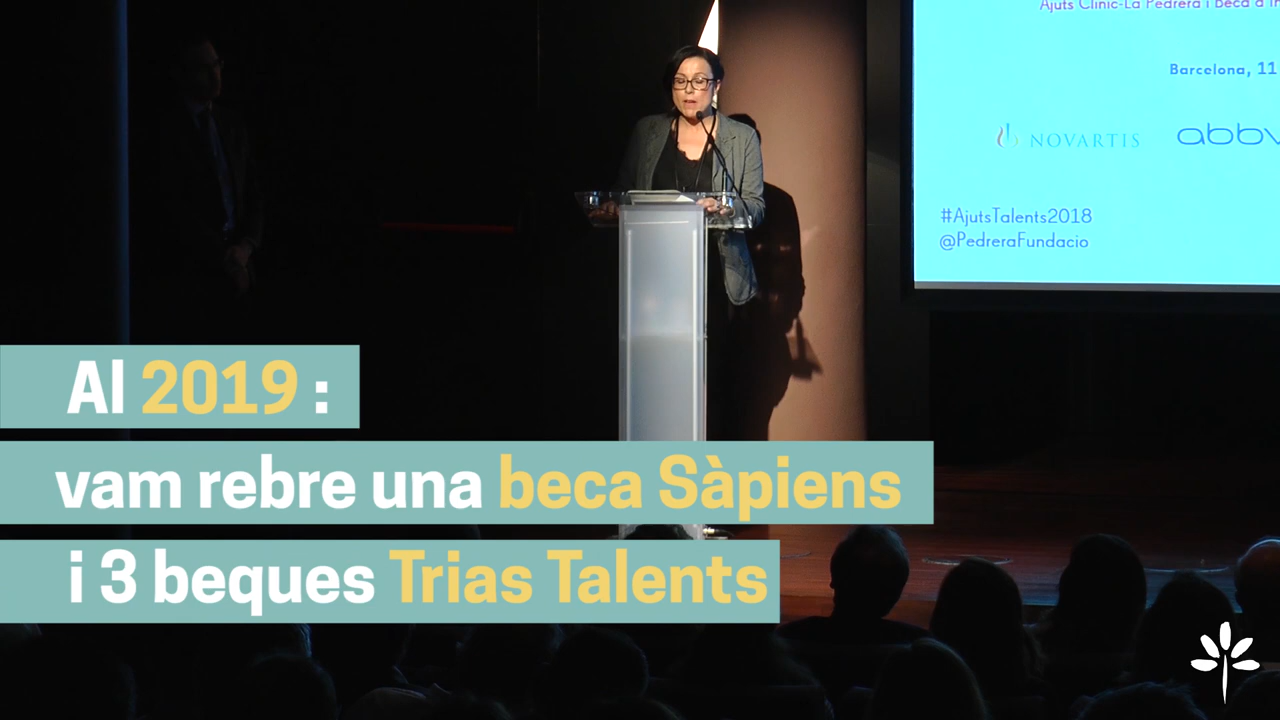 Ajuts Clínic-La Pedrera i Beca d'
Barcelona, 11
NOVARTIS
abbv
#AjutsTalents2018
@PedreraFundacio
Al 2019 :
vam rebre una beca Sàpiens
i 3 beques Trias Talents